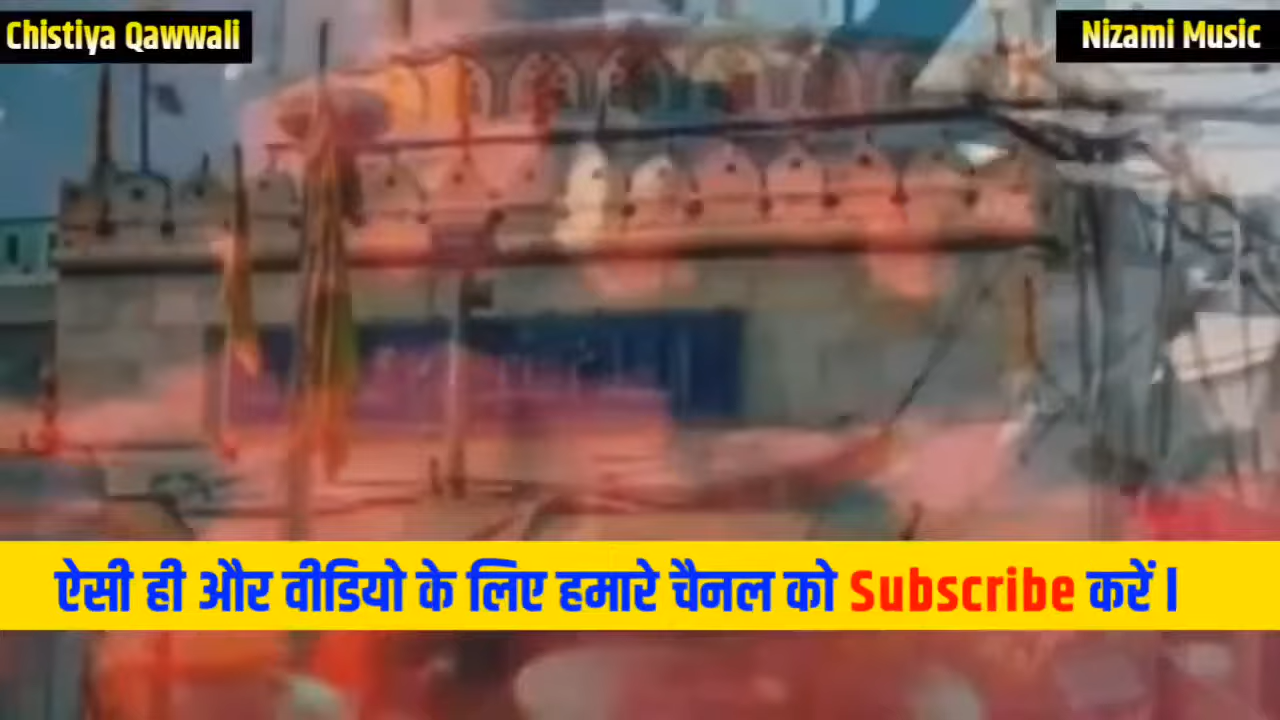 Chistiya Qawwali
Nizami Music
ऐसी ही और वीडियो के लिए हमारे चैनल को Subscribe करें।